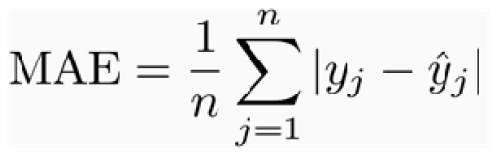 MAE = \frac{1}{n} \sum_{j=1}^{n} |y_j - \hat{y}_j|